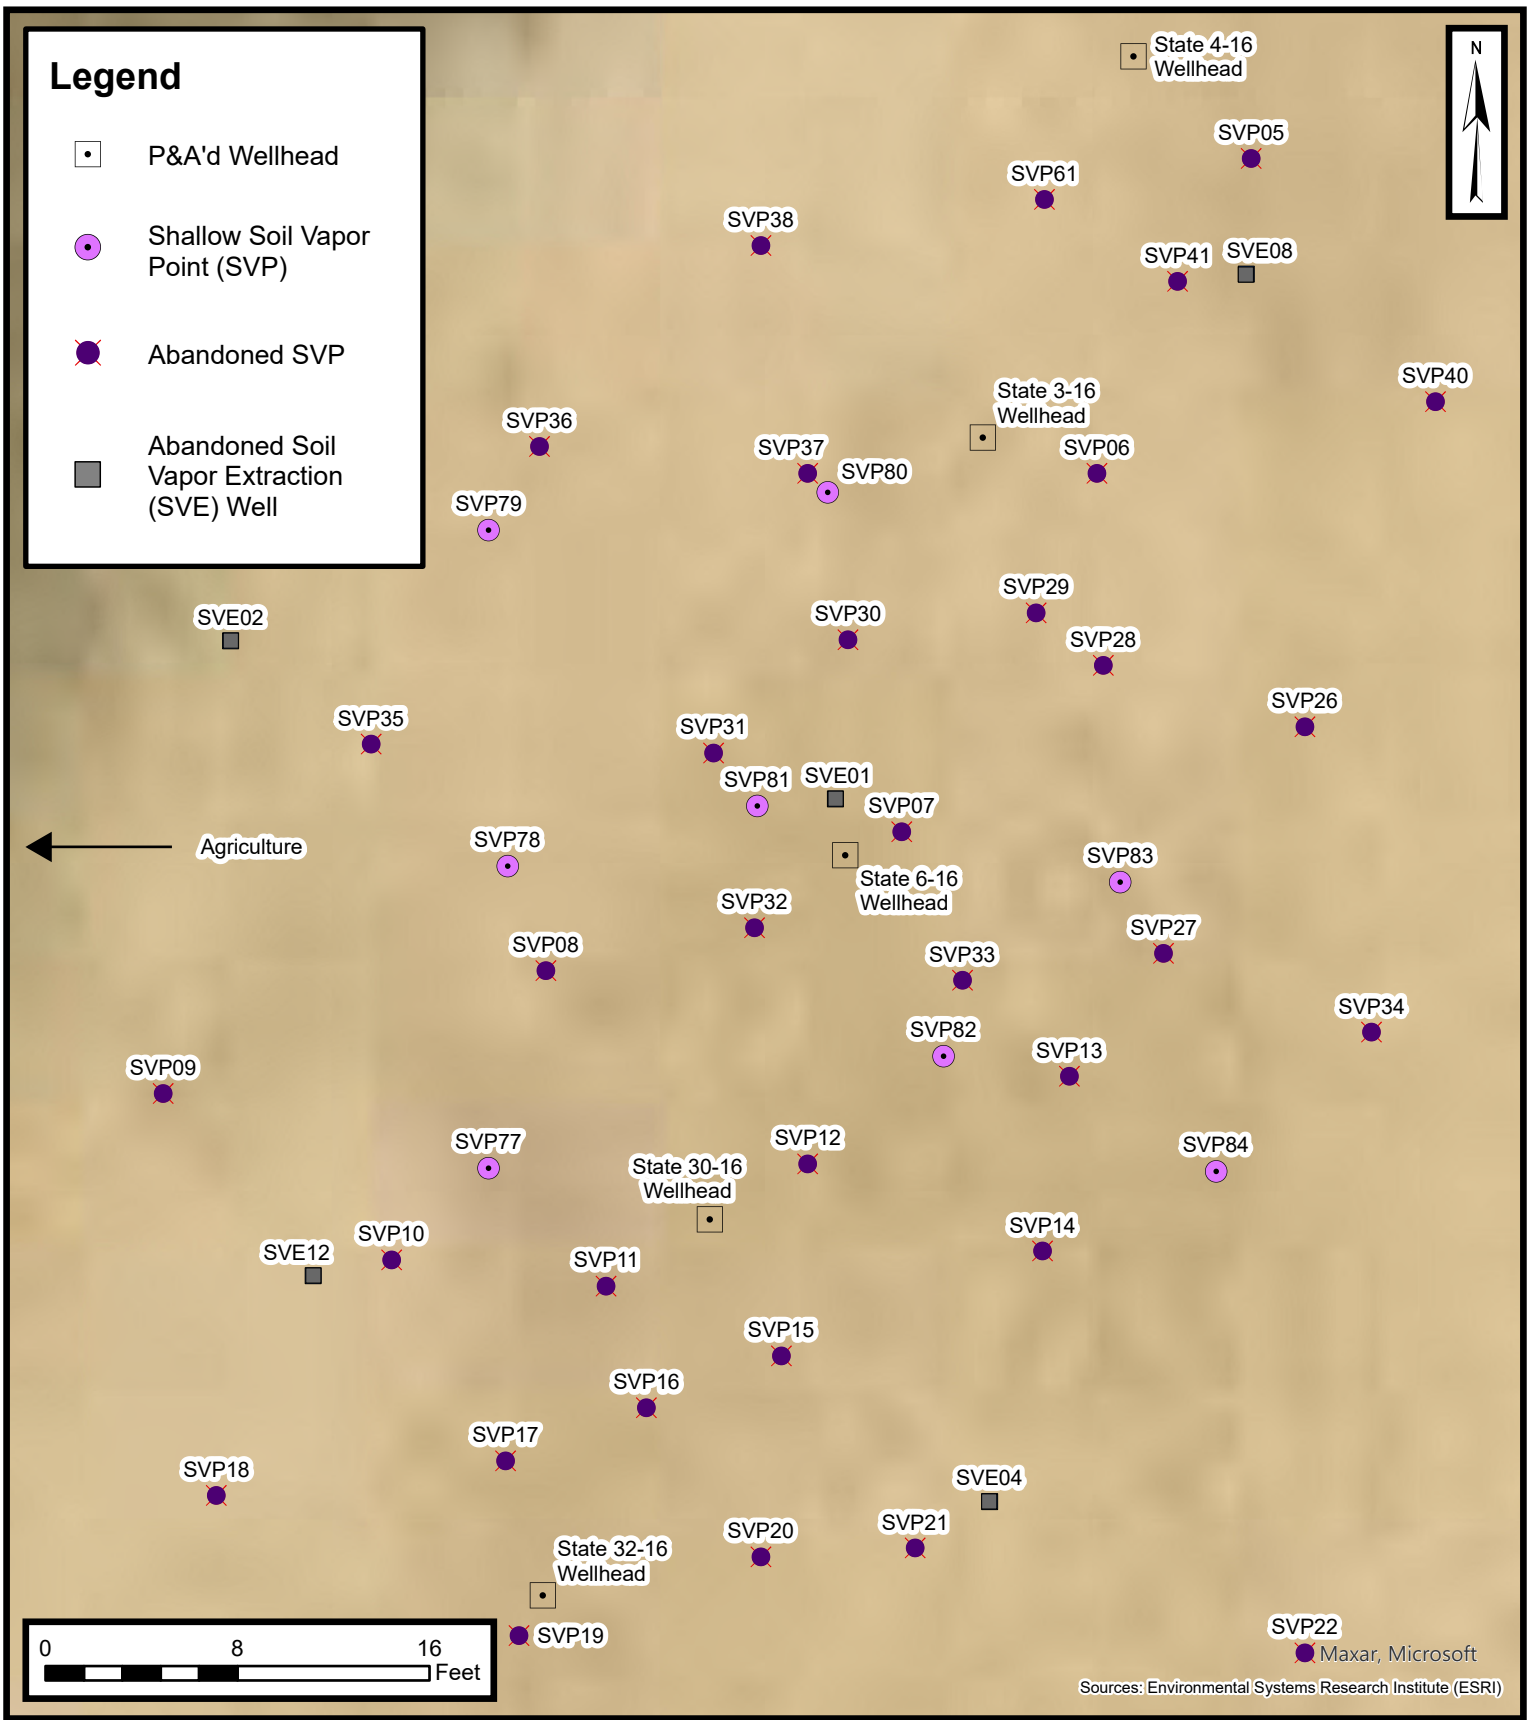 Legend
P&A'd Wellhead
Shallow Soil Vapor
Point (SVP)
Abandoned SVP
Abandoned Soil
Vapor Extraction
(SVE) Well
N
State 4-16
Wellhead
SVP05
SVP61
SVP38
SVP41
SVE08
SVP40
State 3-16
Wellhead
SVP36
SVP37
SVP06
SVP80
SVP79
SVP29
SVE02
SVP30
SVP28
SVP26
SVP35
SVP31
SVP81
SVE01
SVP07
Agriculture
SVP78
SVP83
State 6-16
Wellhead
SVP32
SVP27
SVP08
SVP33
SVP34
SVP82
SVP13
SVP09
SVP77
SVP12
SVP84
State 30-16
Wellhead
SVP14
SVP10
SVE12
SVP11
SVP15
SVP16
SVP17
SVP18
SVE04
SVP20
SVP21
State 32-16
Wellhead
SVP19
SVP22
0 8 16
Feet
Maxar, Microsoft
Sources: Environmental Systems Research Institute (ESRI)